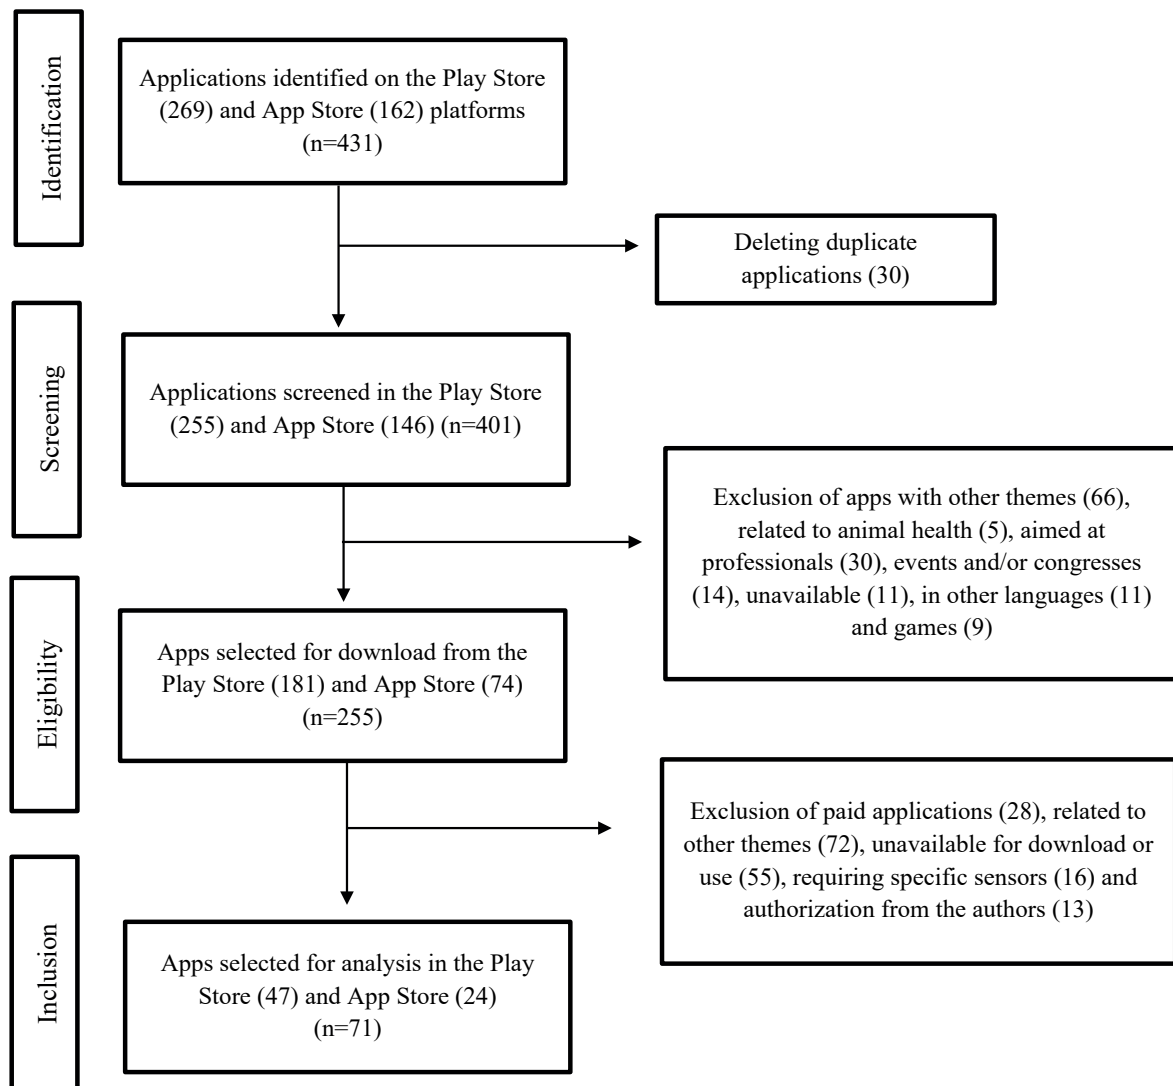 Identification
Applications identified on the Play Store
(269) and App Store (162) platforms
(n=431)
Deleting duplicate
applications (30)
Screening
Applications screened in the Play Store
(255) and App Store (146) (n=401)
Exclusion of apps with other themes (66),
related to animal health (5), aimed at
professionals (30), events and/or congresses
(14), unavailable (11), in other languages (11)
and games (9)
Eligibility
Apps selected for download from the
Play Store (181) and App Store (74)
(n=255)
Exclusion of paid applications (28), related to
other themes (72), unavailable for download or
use (55), requiring specific sensors (16) and
authorization from the authors (13)
Inclusion
Apps selected for analysis in the Play
Store (47) and App Store (24)
(n=71)